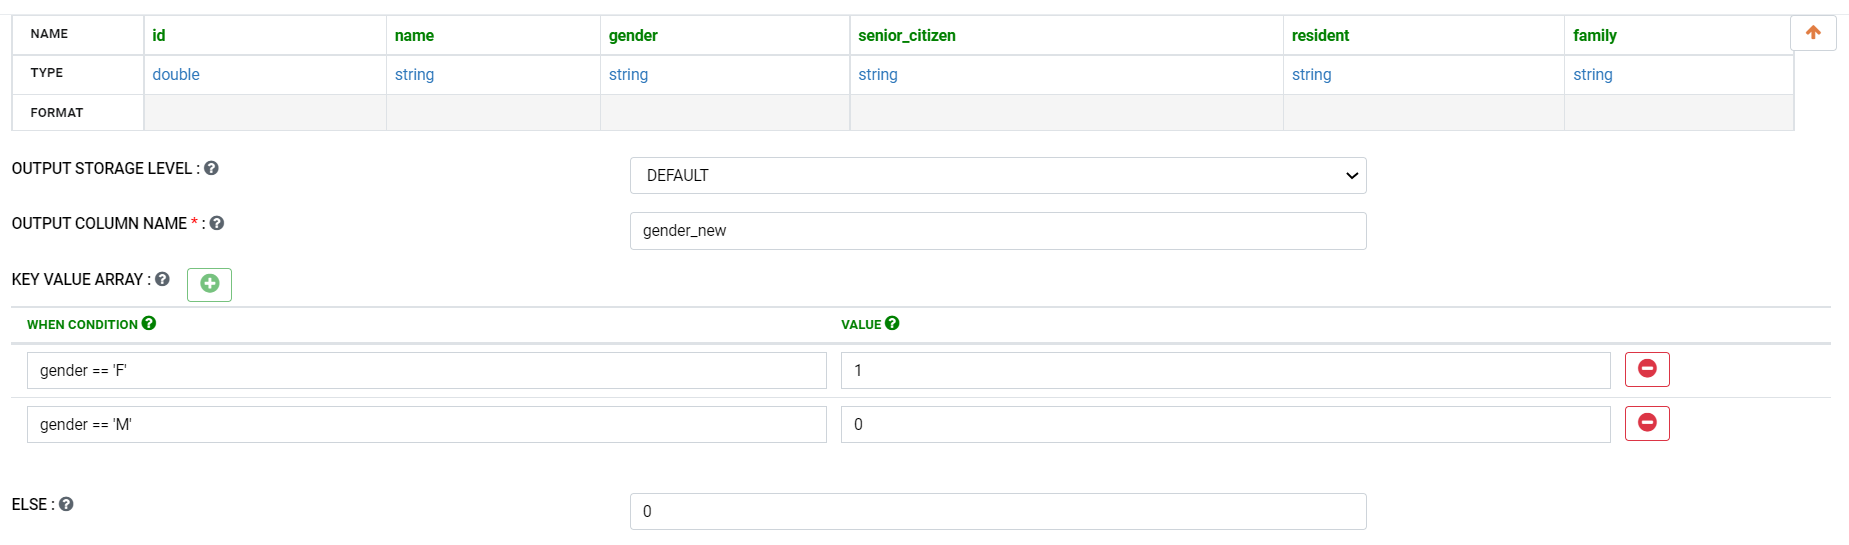 NAME id name gender senior_citizen resident family
TYPE double string string string string string
FORMAT
OUTPUT STORAGE LEVEL :
DEFAULT
OUTPUT COLUMN NAME * :
gender_new
KEY VALUE ARRAY :
WHEN CONDITION VALUE
gender == 'F' 1
gender == 'M' 0
ELSE :
0